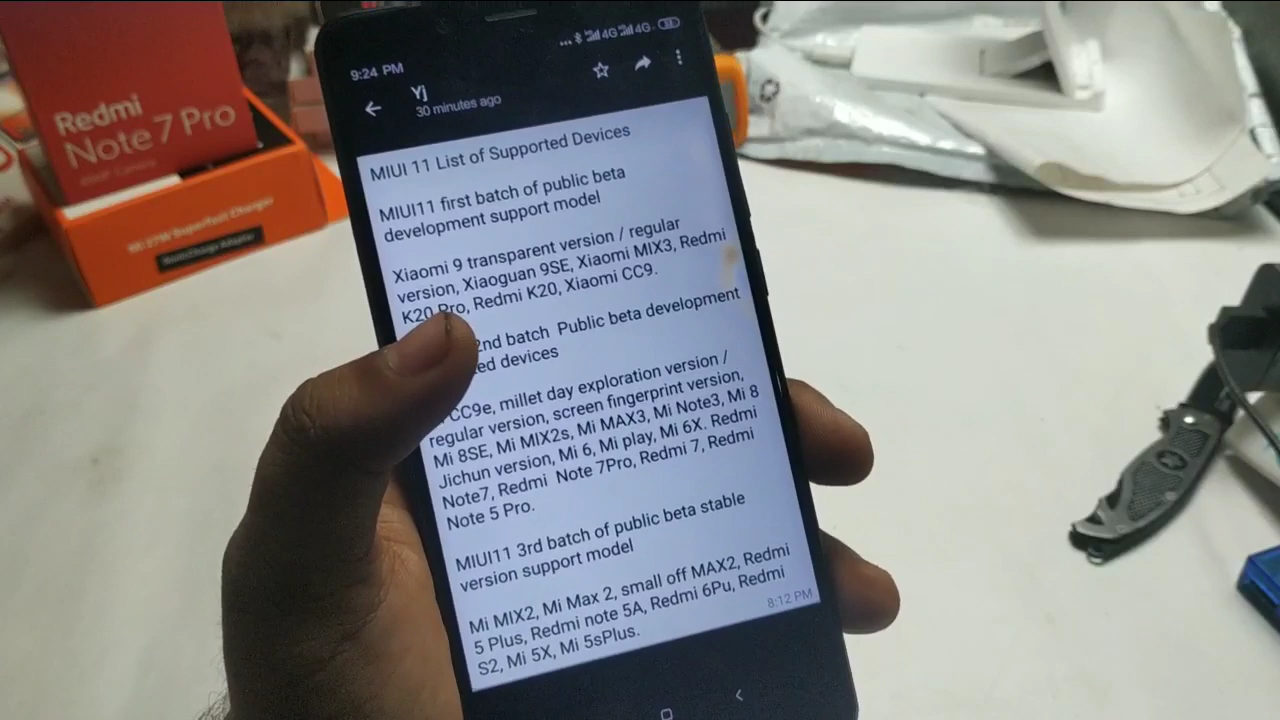 Redmi
Note 7 Pro
Mi 27W Superfast Charger
9:24 PM
4G
4G
Yj
30 minutes ago
MIUI 11 List of Supported Devices
MIUI11 first batch of public beta
development support model
Xiaomi 9 transparent version / regular
version, Xiaoguan 9SE, Xiaomi MIX3, Redmi
K20 Pro, Redmi K20, Xiaomi CC9.
2nd batch Public beta development
ed devices
CC9e, millet day exploration version /
regular version, screen fingerprint version,
Mi 8SE, Mi MIX2s, Mi MAX3, Mi Note3, Mi 8
Jichun version, Mi 6, Mi play, Mi 6X. Redmi
Note7, Redmi Note 7Pro, Redmi 7, Redmi
Note 5 Pro.
MIUI11 3rd batch of public beta stable
version support model
Mi MIX2, Mi Max 2, small off MAX2, Redmi
5 Plus, Redmi note 5A, Redmi 6Pu, Redmi
S2, Mi 5X, Mi 5sPlus.
8:12 PM